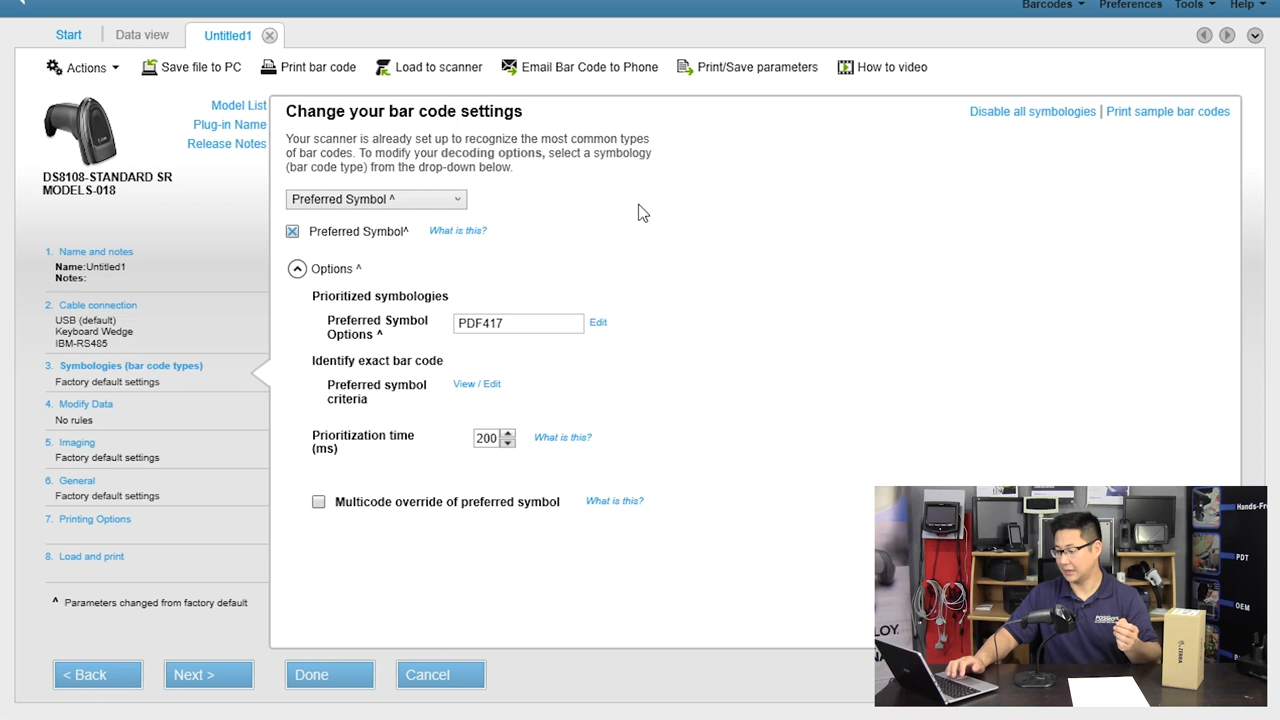 Barcodes Preferences Tools Help
Start Data view Untitled1
Actions Save file to PC Print bar code Load to scanner Email Bar Code to Phone Print/Save parameters How to video
Model List
Plug-in Name
Release Notes
DS8108-STANDARD SR
MODELS-018
1. Name and notes
Name:Untitled1
Notes:
2. Cable connection
USB (default)
Keyboard Wedge
IBM-RS485
3. Symbologies (bar code types)
Factory default settings
4. Modify Data
No rules
5. Imaging
Factory default settings
6. General
Factory default settings
7. Printing Options
8. Load and print
^ Parameters changed from factory default
Change your bar code settings
Disable all symbologies | Print sample bar codes
Your scanner is already set up to recognize the most common types
of bar codes. To modify your decoding options, select a symbology
(bar code type) from the drop-down below.
Preferred Symbol ^
Preferred Symbol^ What is this?
Options ^
Prioritized symbologies
Preferred Symbol
Options ^
PDF417 Edit
Identify exact bar code
Preferred symbol
criteria
View / Edit
Prioritization time
(ms)
200 What is this?
Multicode override of preferred symbol What is this?
< Back Next > Done Cancel
Hands-Fre
PDT
OEM
LOY.
ZEBRA